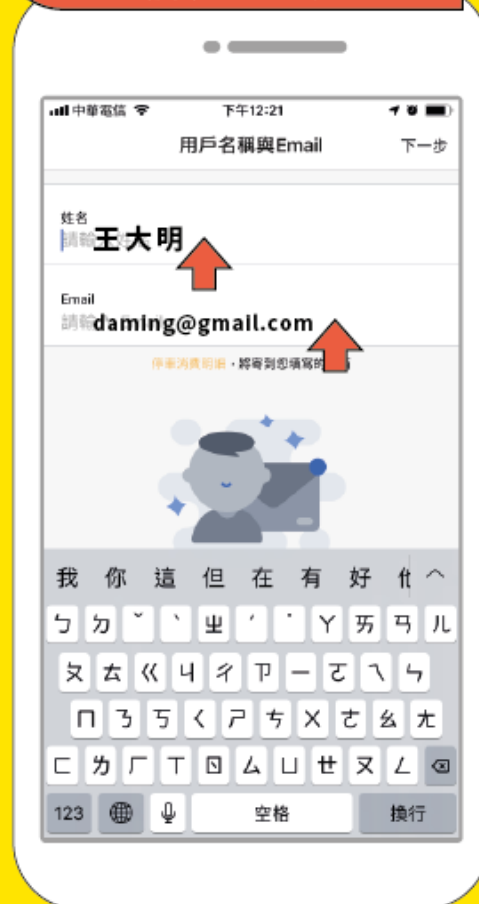 中華電信 下午12:21
用戶名稱與Email 下一步
姓名
王大明
Email
daming@gmail.com
停車消費明細，將寄到您填寫的
我 你 這 但 在 有 好
ㄅ ㄉ ˇ ˋ ㄓ ˊ ˙ ㄚ ㄞ ㄢ ㄦ
ㄆ ㄊ ㄍ ㄐ ㄔ ㄗ ㄧ ㄛ ㄟ ㄣ
ㄇ ㄋ ㄎ ㄑ ㄕ ㄘ ㄨ ㄜ ㄠ ㄤ
ㄈ ㄌ ㄏ ㄒ ㄖ ㄙ ㄩ ㄝ ㄡ ㄥ
123 空格 換行